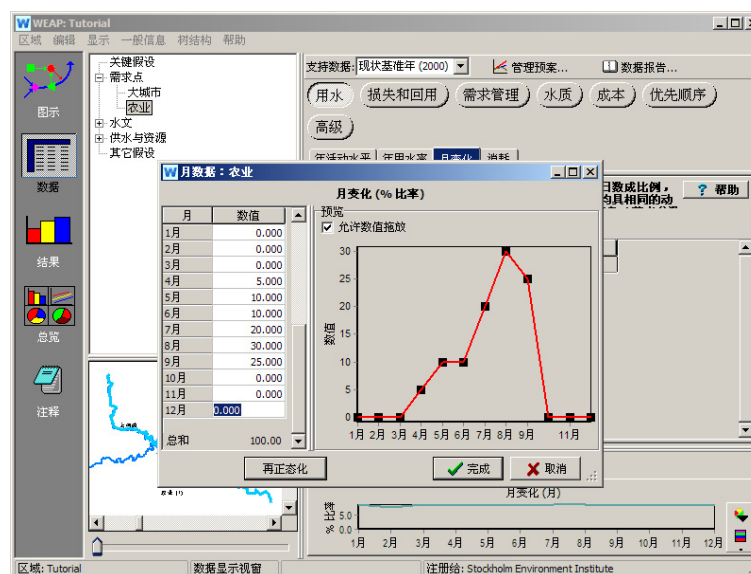 WEAP: Tutorial
区域 编辑 显示 一般信息 树结构 帮助
图示
数据
结果
总览
注释
关键假设
需求点
大城市
农业
水文
供水与资源
其它假设
支持数据: 现状基准年 (2000)
管理预案...
数据报告...
用水
损失和回用
需求管理
水质
成本
优先顺序
高级
年活动水平 年用水率 月变化 消耗
日数成比例，
均具相同的动
? 帮助
月数据：农业
月变化 (% 比率)
月 数值
1月 0.000
2月 0.000
3月 0.000
4月 5.000
5月 10.000
6月 10.000
7月 20.000
8月 30.000
9月 25.000
10月 0.000
11月 0.000
12月 0.000
总和 100.00
预览
允许数值拖放
数值
30
25
20
15
10
5
0
1月 2月 3月 4月 5月 6月 7月 8月 9月 11月
再正态化
完成
取消
月变化 (月)
% 比率
5.0
0.0
1月 2月 3月 4月 5月 6月 7月 8月 9月 10月 11月 12月
区域: Tutorial
数据显示视窗
注册给: Stockholm Environment Institute